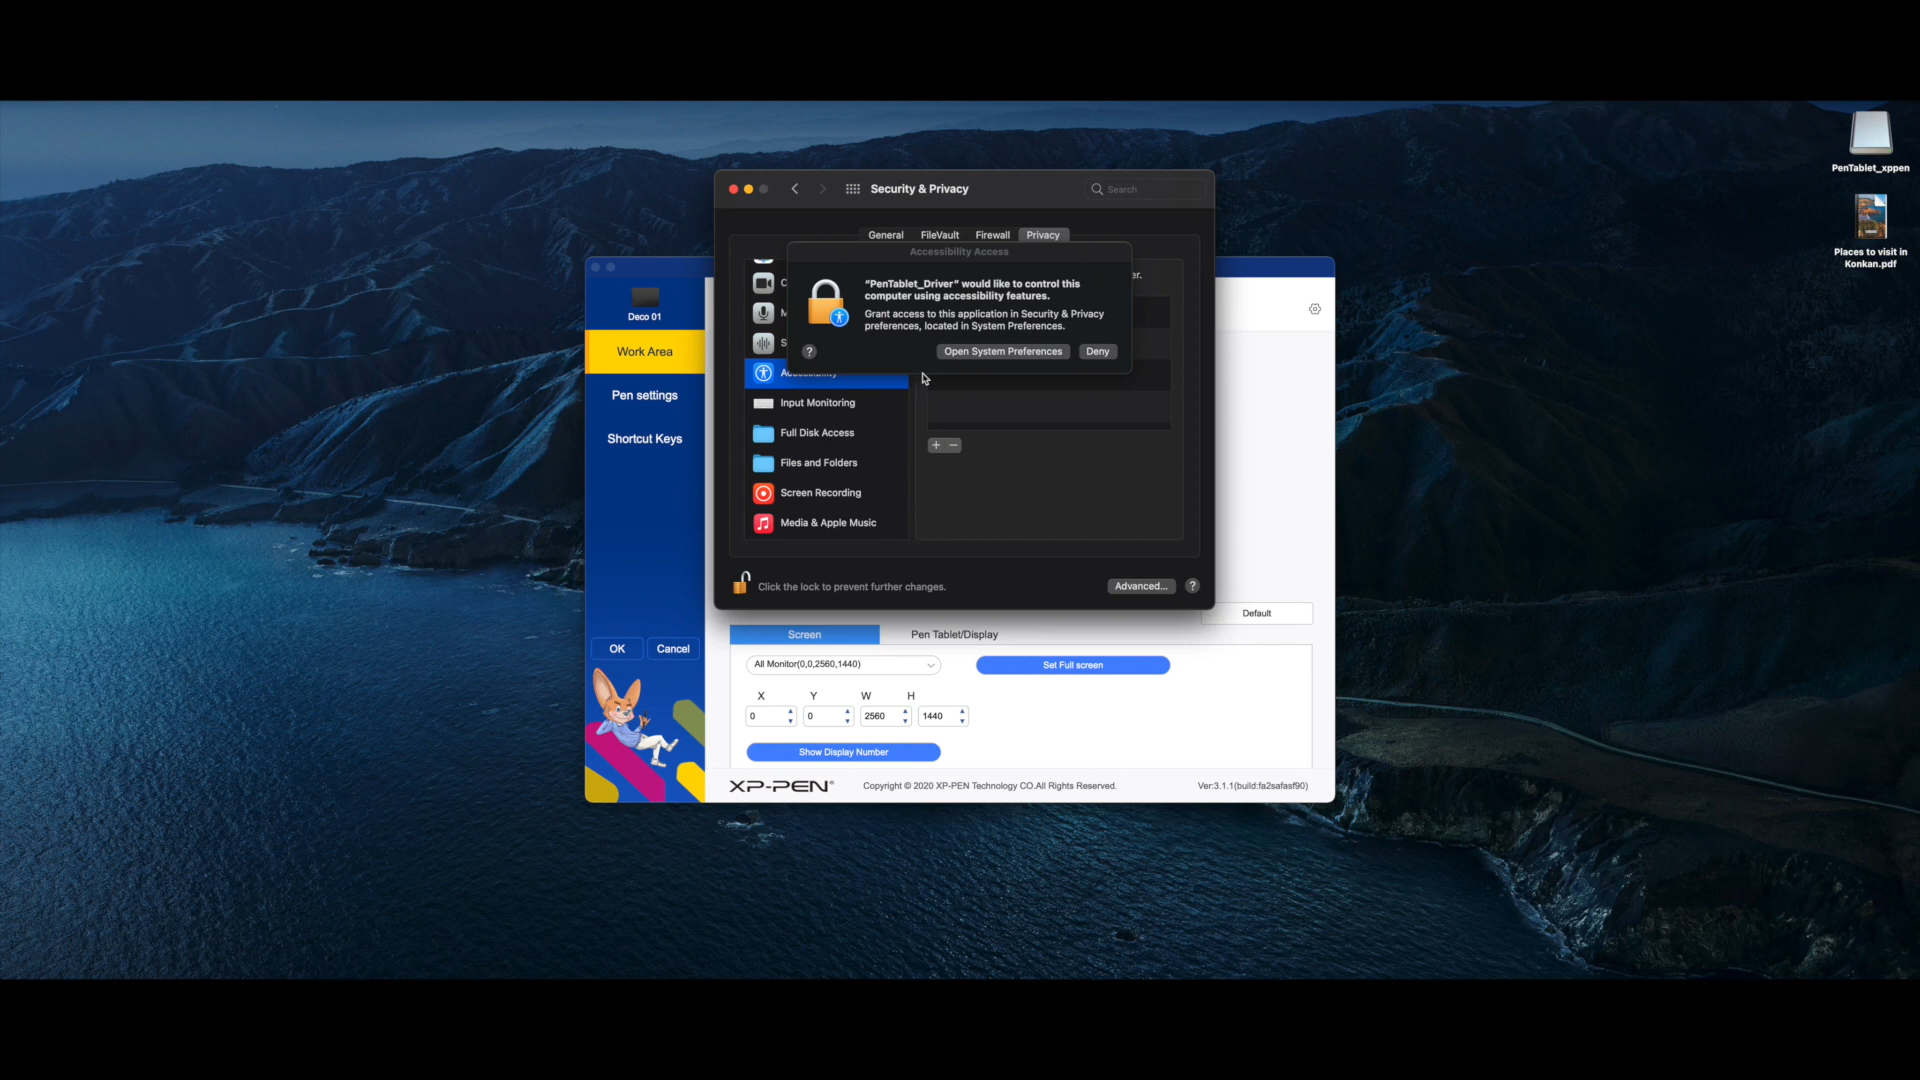 PenTablet_xppen
Places to visit in
Konkan.pdf
Security & Privacy
Search
General
FileVault
Firewall
Privacy
Accessibility Access
er.
"PenTablet_Driver" would like to control this
computer using accessibility features.
Grant access to this application in Security & Privacy
preferences, located in System Preferences.
?
Open System Preferences
Deny
C
M
S
Input Monitoring
Full Disk Access
Files and Folders
Screen Recording
Media & Apple Music
+ −
Click the lock to prevent further changes.
Advanced...
?
Deco 01
Work Area
Pen settings
Shortcut Keys
OK
Cancel
Default
Screen
Pen Tablet/Display
All Monitor(0,0,2560,1440)
Set Full screen
X
Y
W
H
0
0
2560
1440
Show Display Number
XP-PEN®
Copyright © 2020 XP-PEN Technology CO.All Rights Reserved.
Ver:3.1.1(build:fa2safasf90)